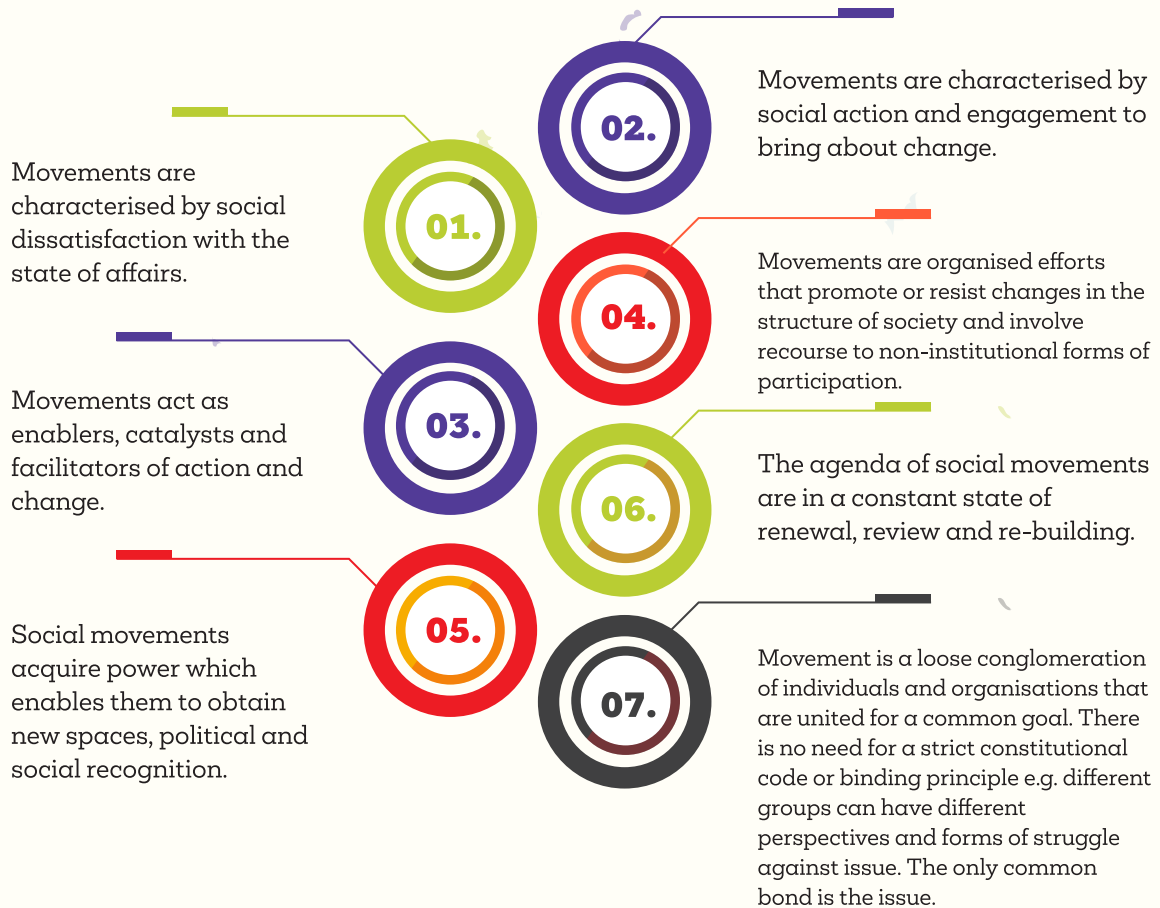 01.
Movements are
characterised by social
dissatisfaction with the
state of affairs.
02.
Movements are characterised by
social action and engagement to
bring about change.
03.
Movements act as
enablers, catalysts and
facilitators of action and
change.
04.
Movements are organised efforts
that promote or resist changes in the
structure of society and involve
recourse to non-institutional forms of
participation.
05.
Social movements
acquire power which
enables them to obtain
new spaces, political and
social recognition.
06.
The agenda of social movements
are in a constant state of
renewal, review and re-building.
07.
Movement is a loose conglomeration
of individuals and organisations that
are united for a common goal. There
is no need for a strict constitutional
code or binding principle e.g. different
groups can have different
perspectives and forms of struggle
against issue. The only common
bond is the issue.